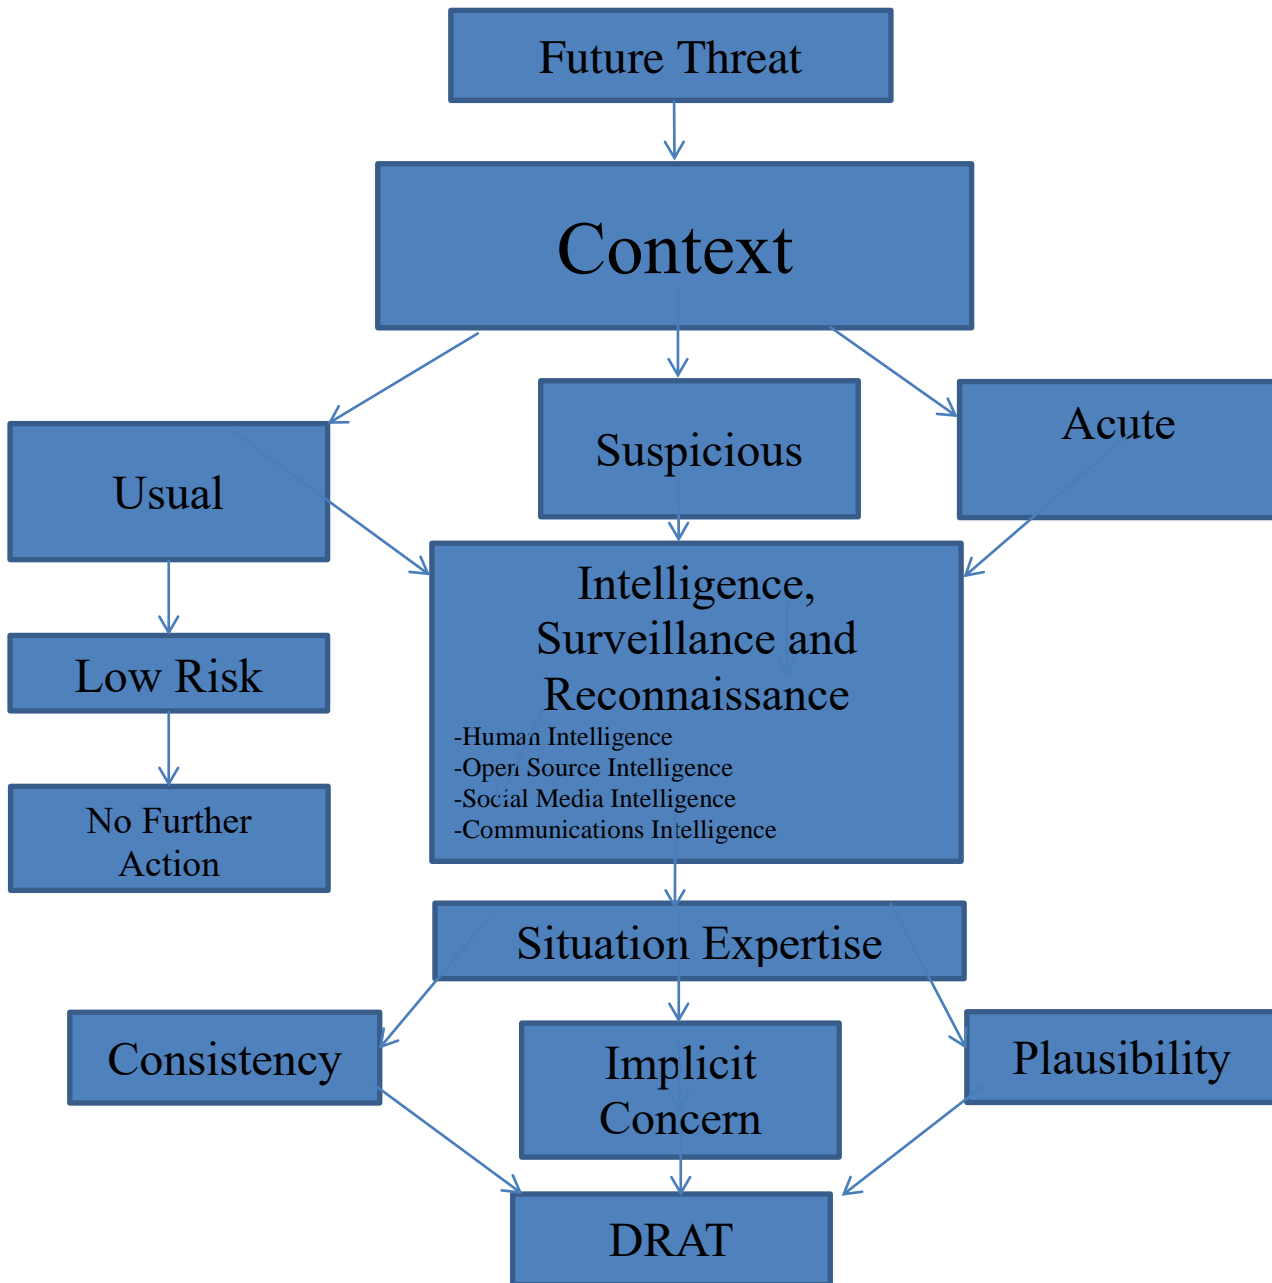 Future Threat
Context
Usual
Suspicious
Acute
Intelligence,
Surveillance and
Reconnaissance
-Human Intelligence
-Open Source Intelligence
-Social Media Intelligence
-Communications Intelligence
Low Risk
No Further
Action
Situation Expertise
Consistency
Implicit
Concern
Plausibility
DRAT